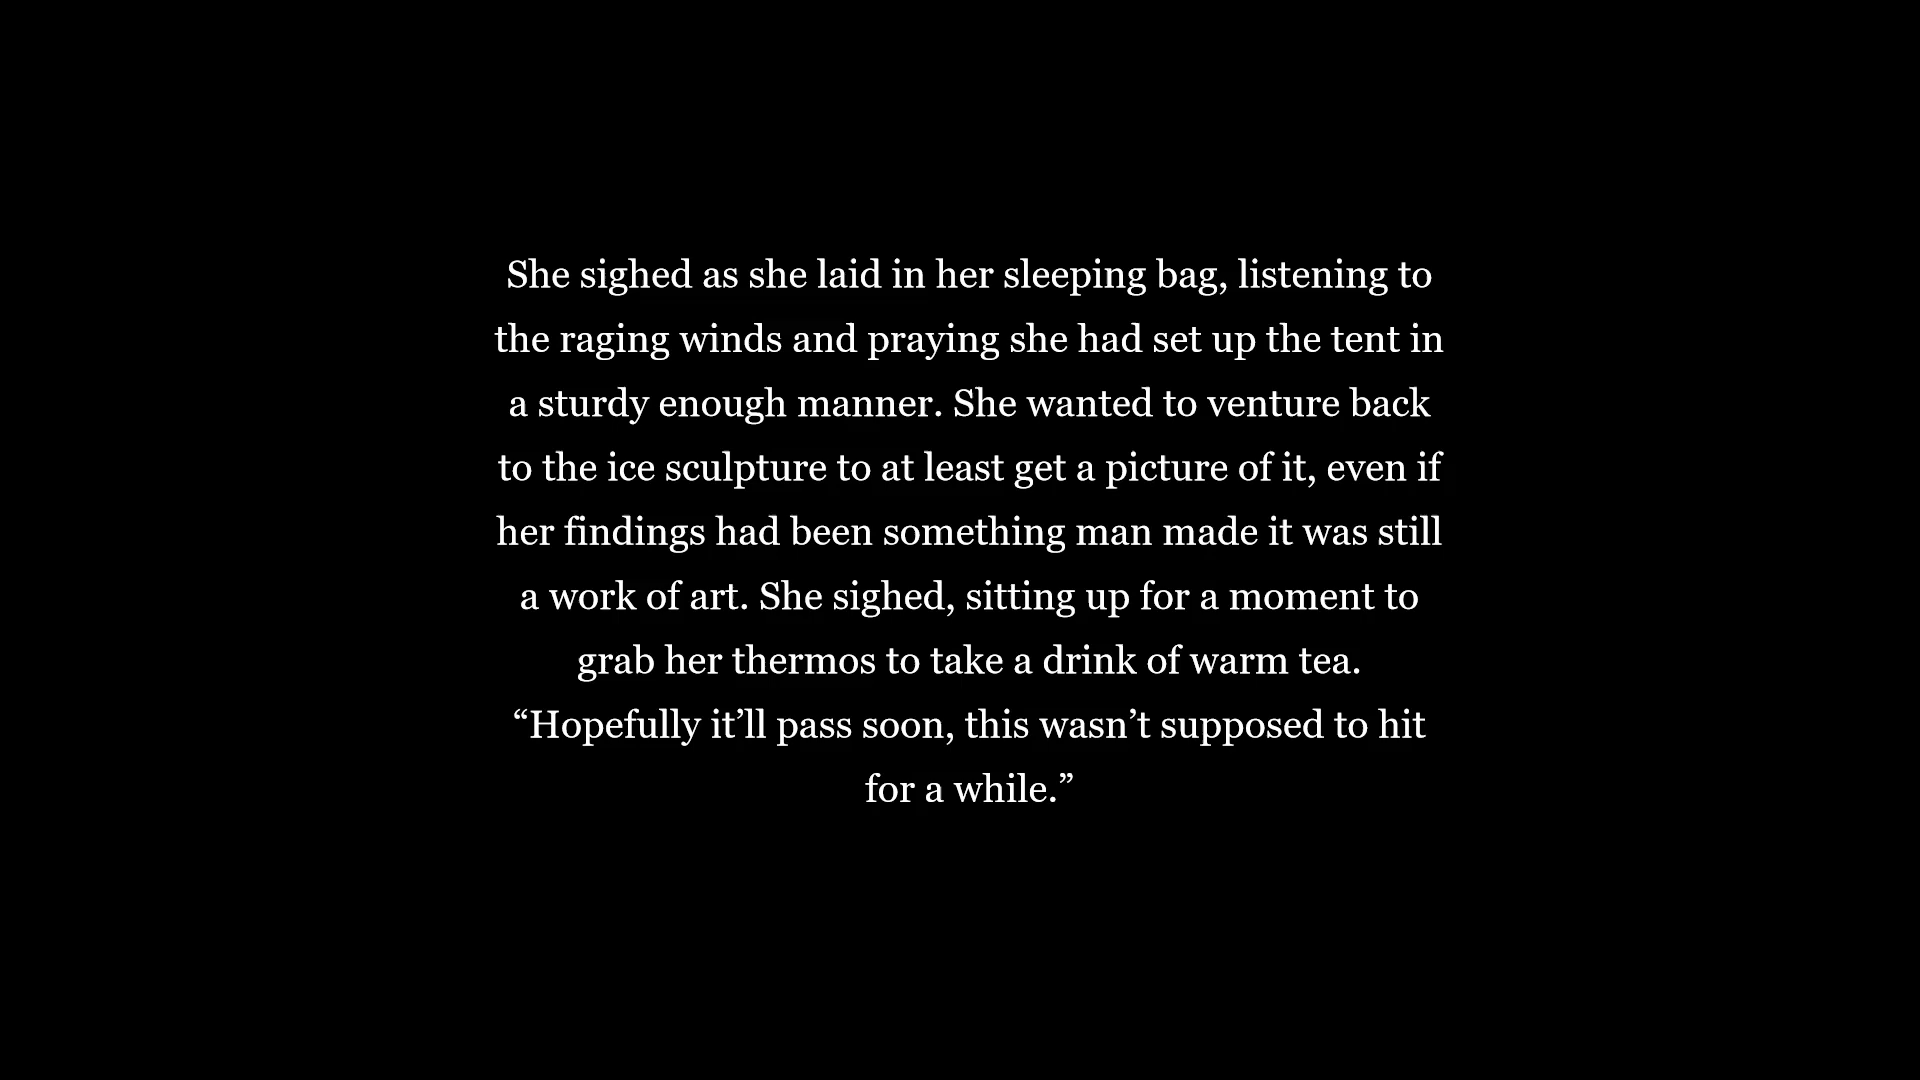 She sighed as she laid in her sleeping bag, listening to
the raging winds and praying she had set up the tent in
a sturdy enough manner. She wanted to venture back
to the ice sculpture to at least get a picture of it, even if
her findings had been something man made it was still
a work of art. She sighed, sitting up for a moment to
grab her thermos to take a drink of warm tea.
“Hopefully it’ll pass soon, this wasn’t supposed to hit
for a while.”